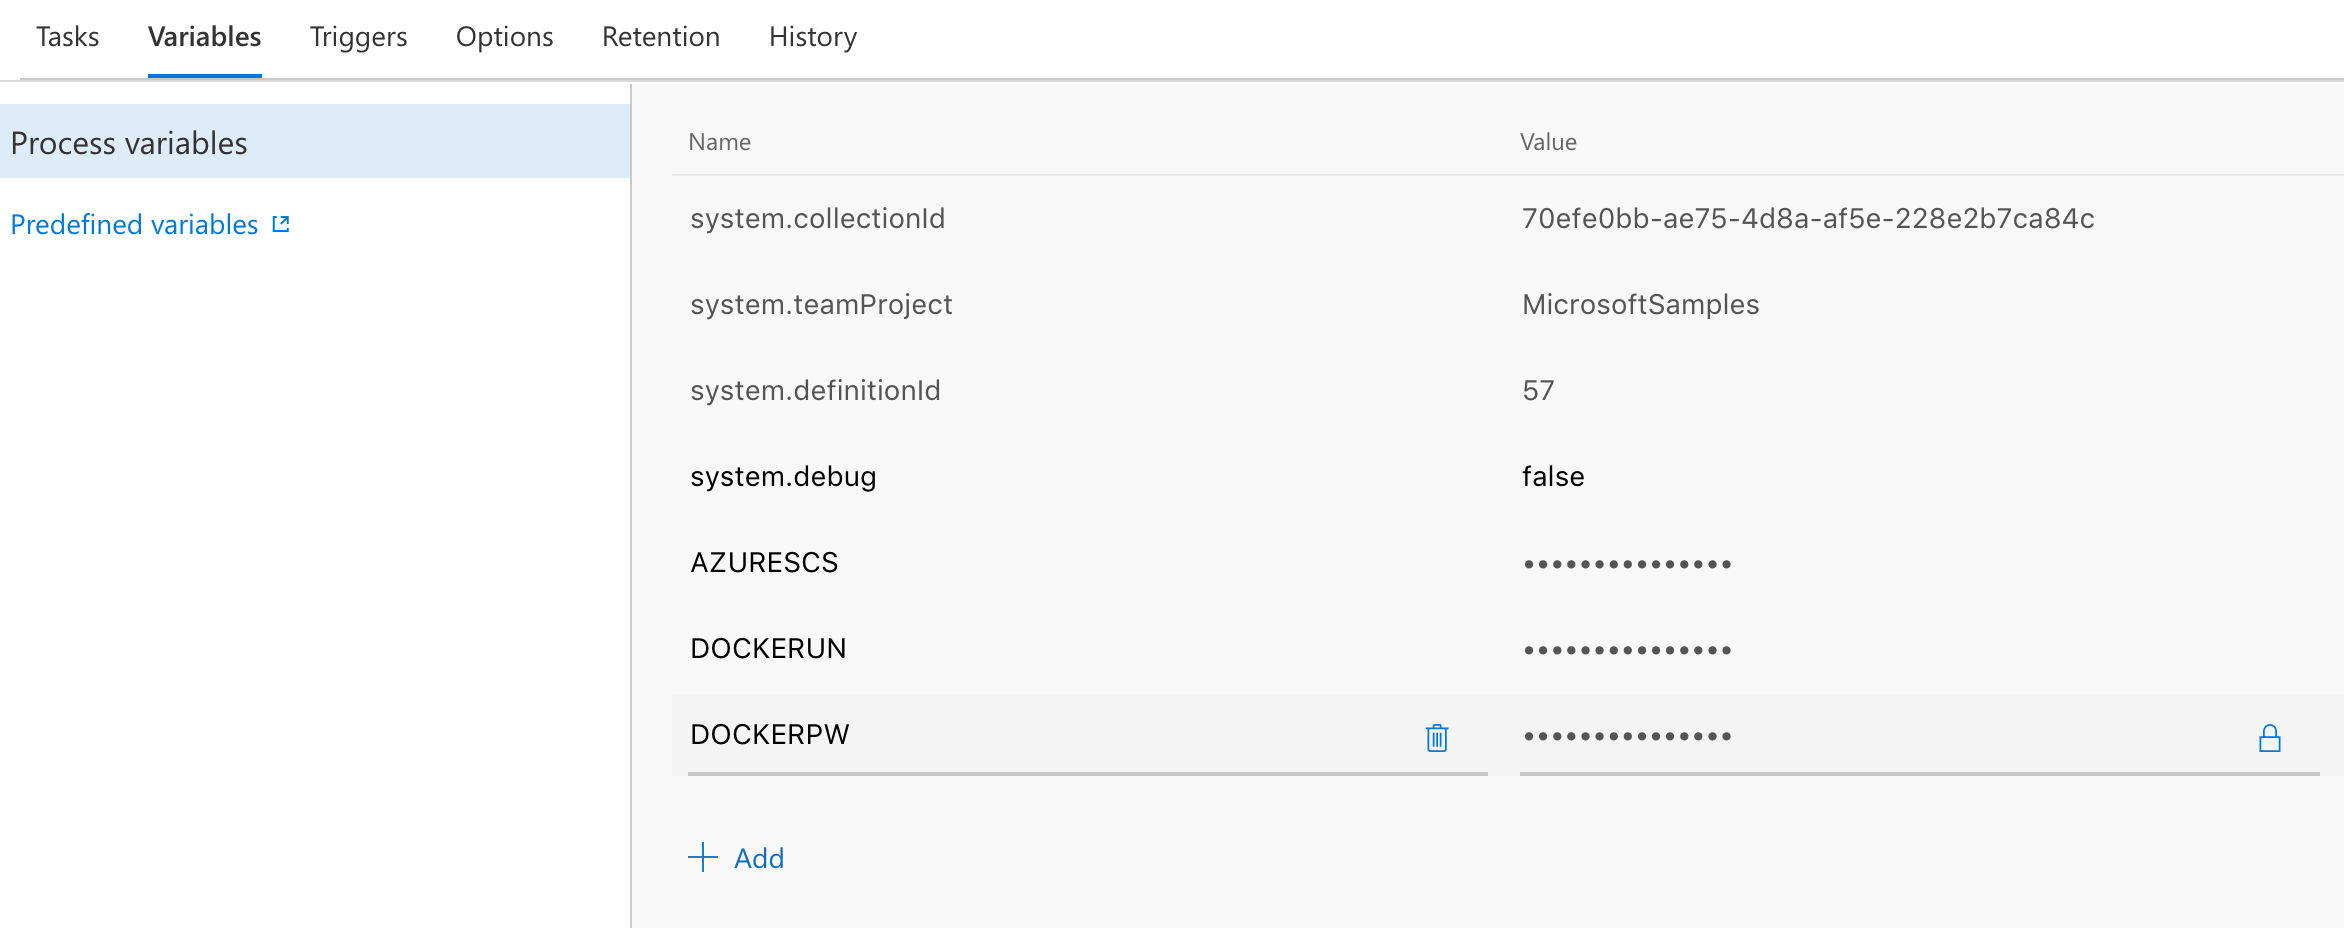 Tasks Variables Triggers Options Retention History
Process variables
Predefined variables
Name Value
system.collectionId 70efe0bb-ae75-4d8a-af5e-228e2b7ca84c
system.teamProject MicrosoftSamples
system.definitionId 57
system.debug false
AZURESCS •••••••••••••••
DOCKERUN •••••••••••••••
DOCKERPW •••••••••••••••
Add